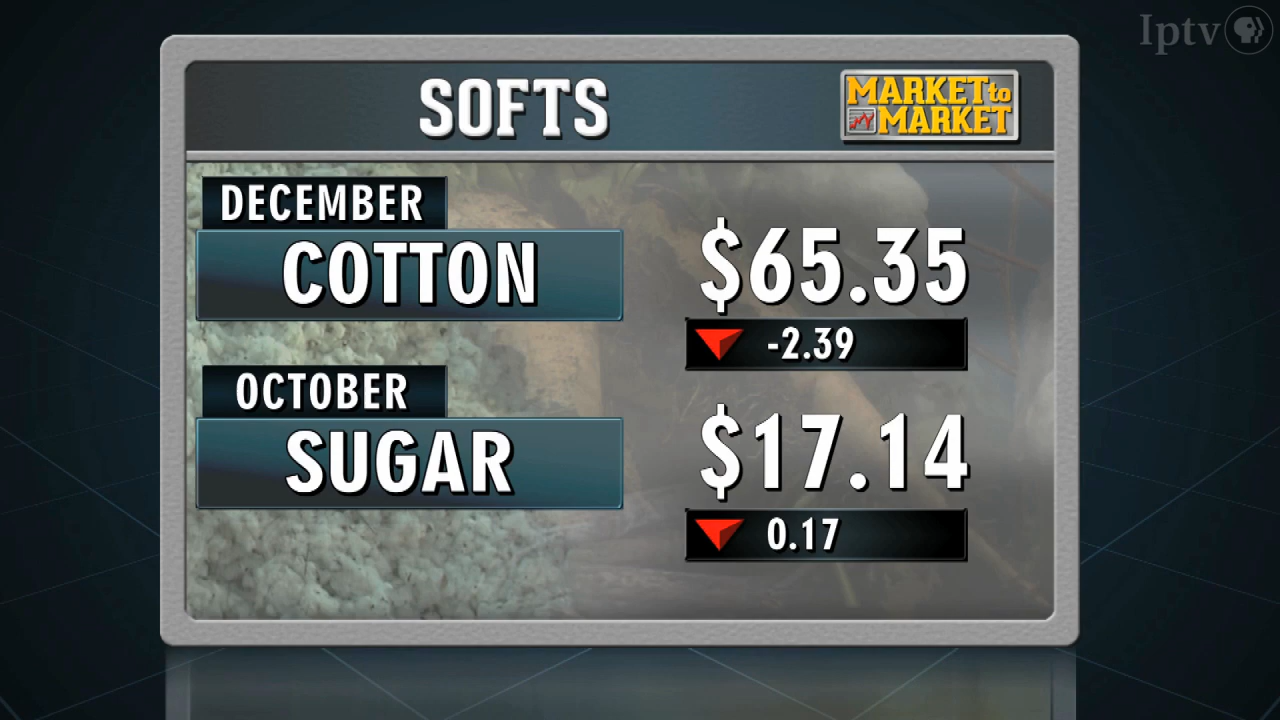 Iptv
SOFTS
MARKET to
MARKET
DECEMBER
COTTON
$65.35
-2.39
OCTOBER
SUGAR
$17.14
0.17